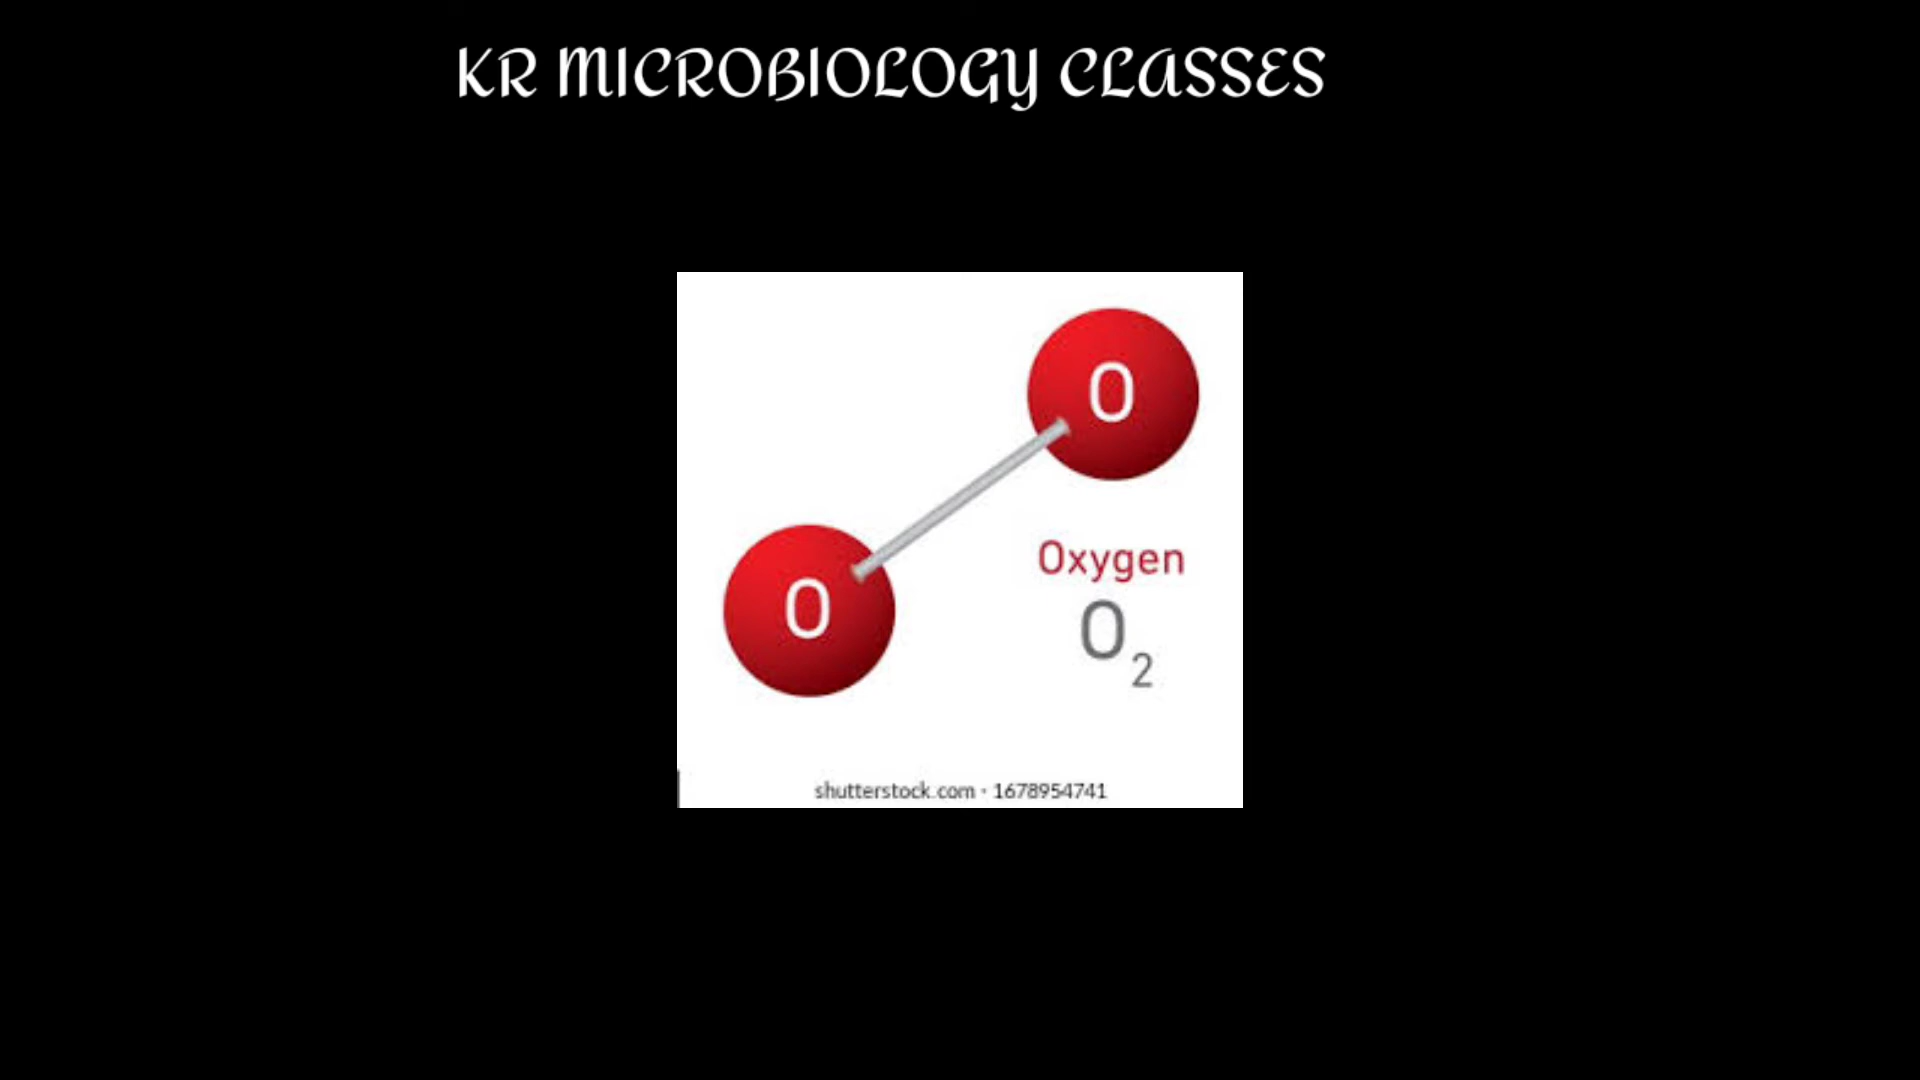 KR MICROBIOLOGY CLASSES
O
O
Oxygen
O₂
shutterstock.com · 1678954741